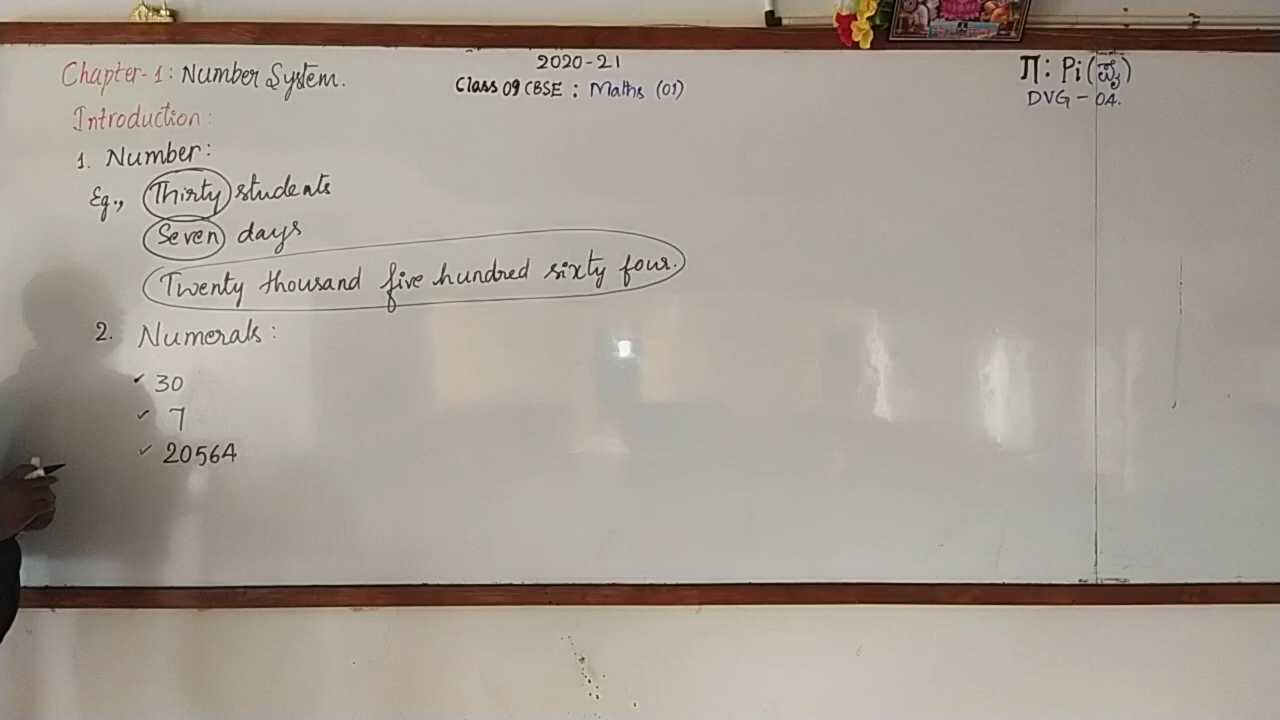 2020-21
Chapter-1: Number System.
Class 09 CBSE : Maths (01)
Π: Pi (ಪೈ)
DVG - 04.
Introduction:
1. Number:
Eg., Thirty students
Seven days
Twenty thousand five hundred sixty four.
2. Numerals:
✓ 30
✓ 7
✓ 20564